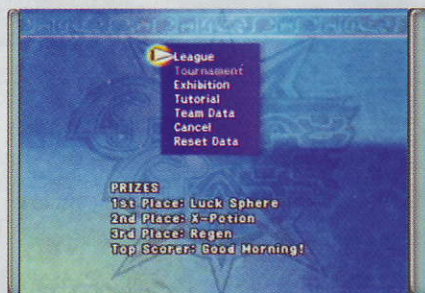 League
Tournament
Exhibition
Tutorial
Team Data
Cancel
Reset Data
PRIZES
1st Place: Luck Sphere
2nd Place: X-Potion
3rd Place: Regen
Top Scorer: Good Morning!